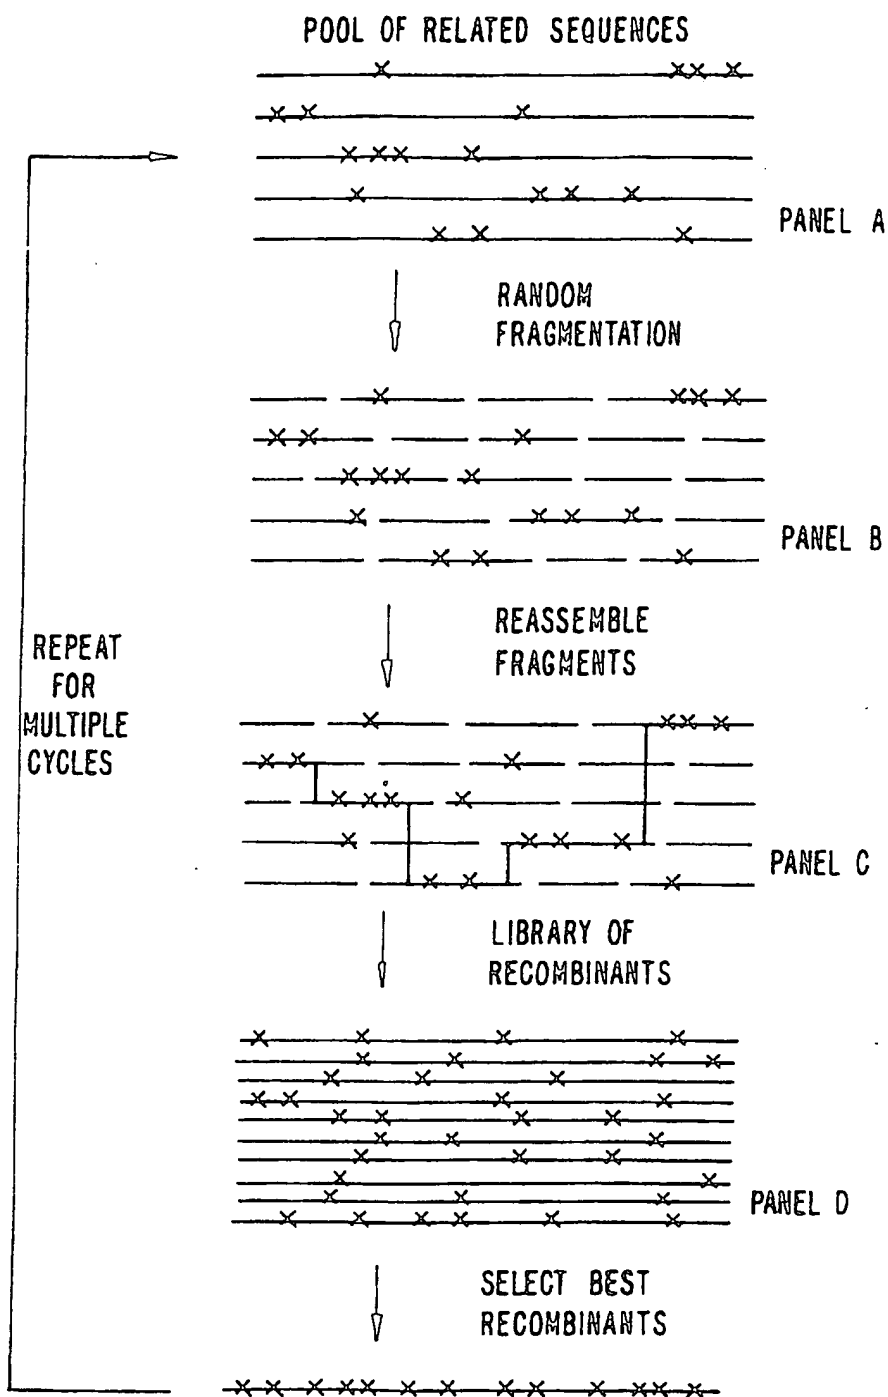 POOL OF RELATED SEQUENCES
PANEL A
RANDOM
FRAGMENTATION
PANEL B
REASSEMBLE
FRAGMENTS
REPEAT
FOR
MULTIPLE
CYCLES
PANEL C
LIBRARY OF
RECOMBINANTS
PANEL D
SELECT BEST
RECOMBINANTS